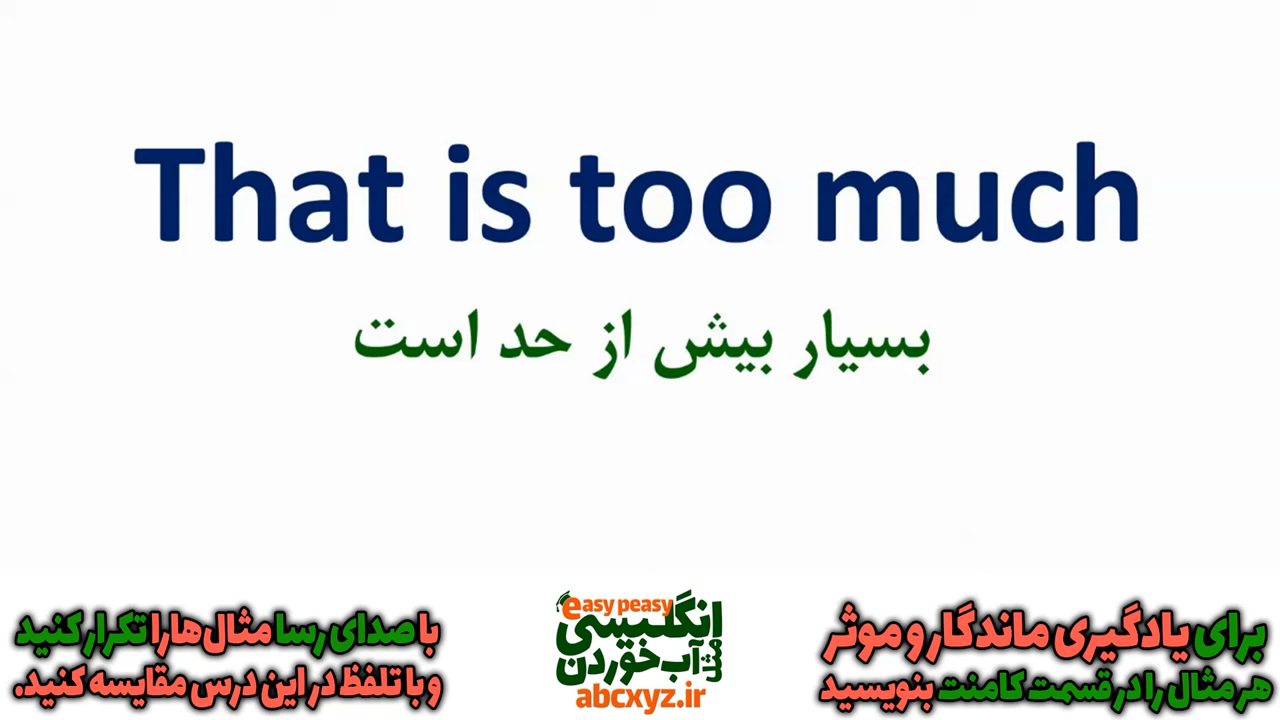 That is too much
بسیار بیش از حد است
برای یادگیری ماندگار و موثر
هر مثال را در قسمت کامنت بنویسید
easy peasy
انگلیسی
مثل آب خوردن
abcxyz.ir
با صدای رسا مثال‌ها را تکرار کنید
و با تلفظ در این درس مقایسه کنید.